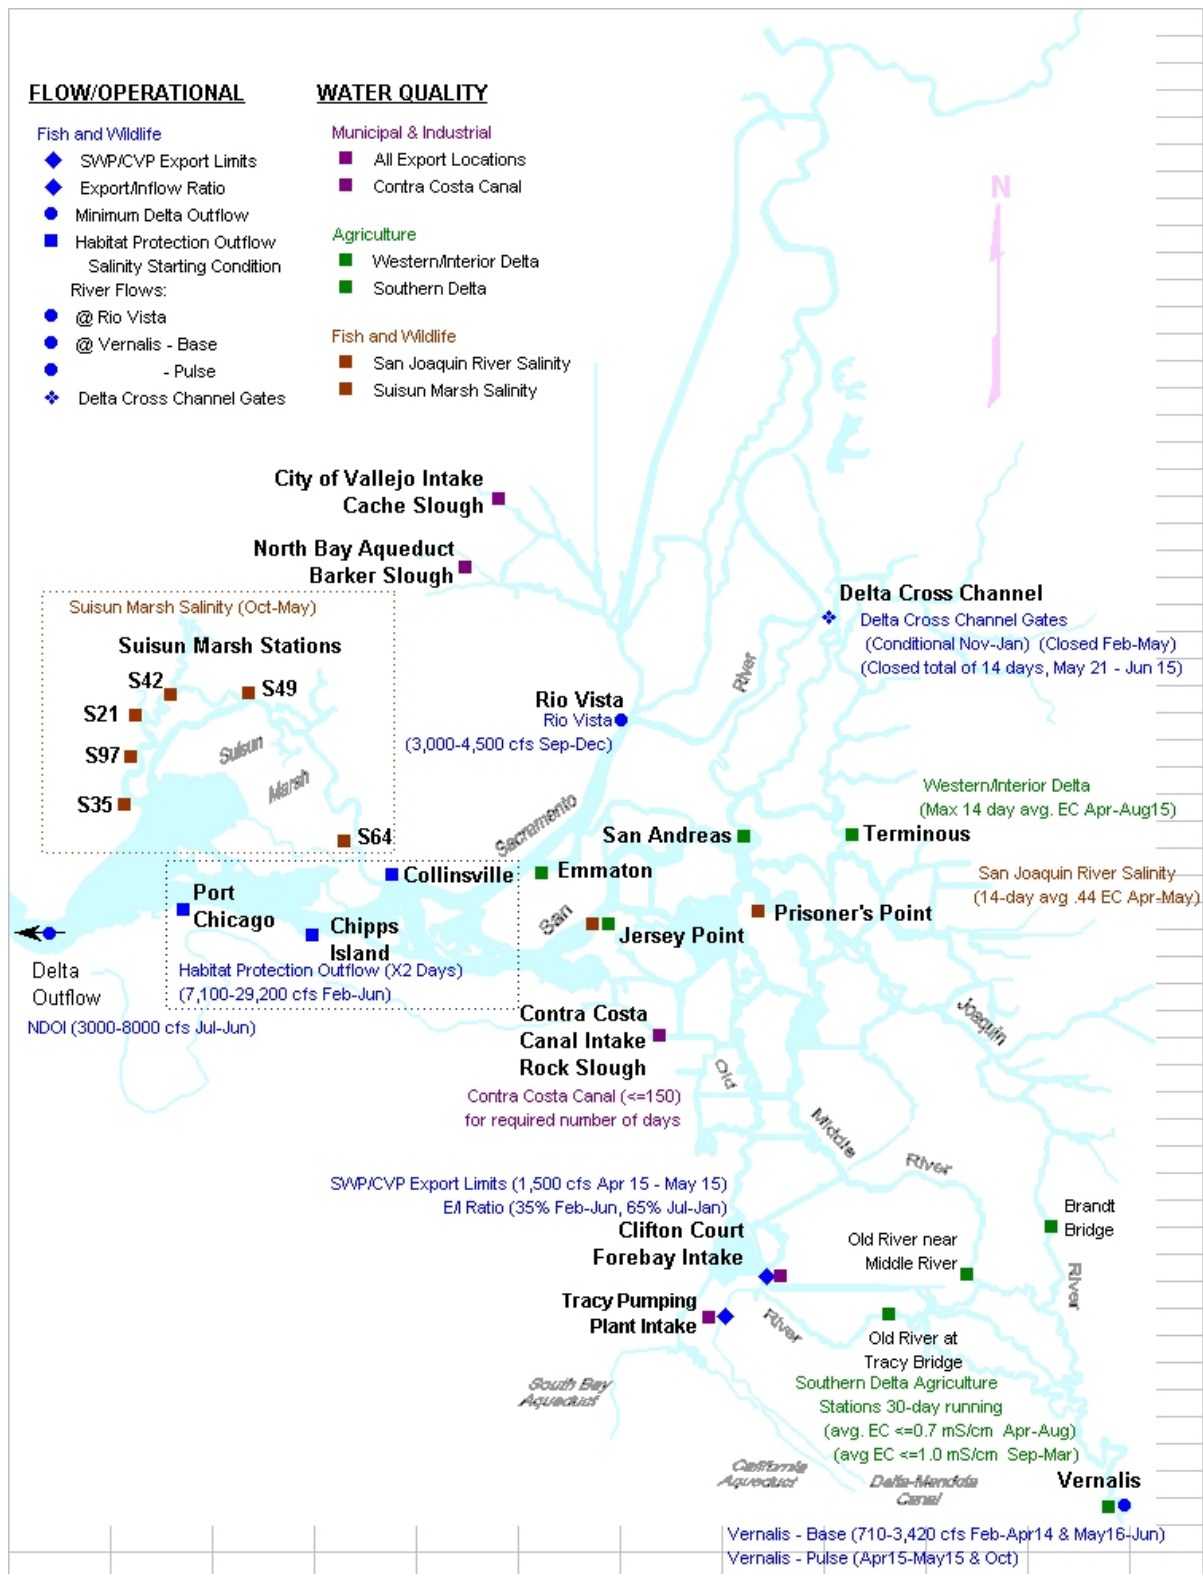 FLOW/OPERATIONAL
Fish and Wildlife
SWP/CVP Export Limits
Export/Inflow Ratio
Minimum Delta Outflow
Habitat Protection Outflow
Salinity Starting Condition
River Flows:
@ Rio Vista
@ Vernalis - Base
- Pulse
Delta Cross Channel Gates
WATER QUALITY
Municipal & Industrial
All Export Locations
Contra Costa Canal
Agriculture
Western/Interior Delta
Southern Delta
Fish and Wildlife
San Joaquin River Salinity
Suisun Marsh Salinity
N
City of Vallejo Intake
Cache Slough
North Bay Aqueduct
Barker Slough
Suisun Marsh Salinity (Oct-May)
Suisun Marsh Stations
S42
S49
S21
S97
S35
S64
Suisun
Marsh
Delta Cross Channel
Delta Cross Channel Gates
(Conditional Nov-Jan) (Closed Feb-May)
(Closed total of 14 days, May 21 - Jun 15)
River
Rio Vista
Rio Vista
(3,000-4,500 cfs Sep-Dec)
Sacramento
Western/Interior Delta
(Max 14 day avg. EC Apr-Aug15)
San Andreas
Terminous
Emmaton
Collinsville
San Joaquin River Salinity
(14-day avg .44 EC Apr-May)
Port
Chicago
Chipps
Island
San
Jersey Point
Prisoner's Point
Habitat Protection Outflow (X2 Days)
(7,100-29,200 cfs Feb-Jun)
Delta
Outflow
NDOI (3000-8000 cfs Jul-Jun)
Joaquin
Contra Costa
Canal Intake
Rock Slough
Contra Costa Canal (<=150)
for required number of days
Old
Middle
River
SWP/CVP Export Limits (1,500 cfs Apr 15 - May 15)
E/I Ratio (35% Feb-Jun, 65% Jul-Jan)
Clifton Court
Forebay Intake
Brandt
Bridge
Old River near
Middle River
River
Tracy Pumping
Plant Intake
River
Old River at
Tracy Bridge
South Bay
Aqueduct
Southern Delta Agriculture
Stations 30-day running
(avg. EC <=0.7 mS/cm Apr-Aug)
(avg EC <=1.0 mS/cm Sep-Mar)
California
Aqueduct
Delta-Mendota
Canal
Vernalis
Vernalis - Base (710-3,420 cfs Feb-Apr14 & May16-Jun)
Vernalis - Pulse (Apr15-May15 & Oct)